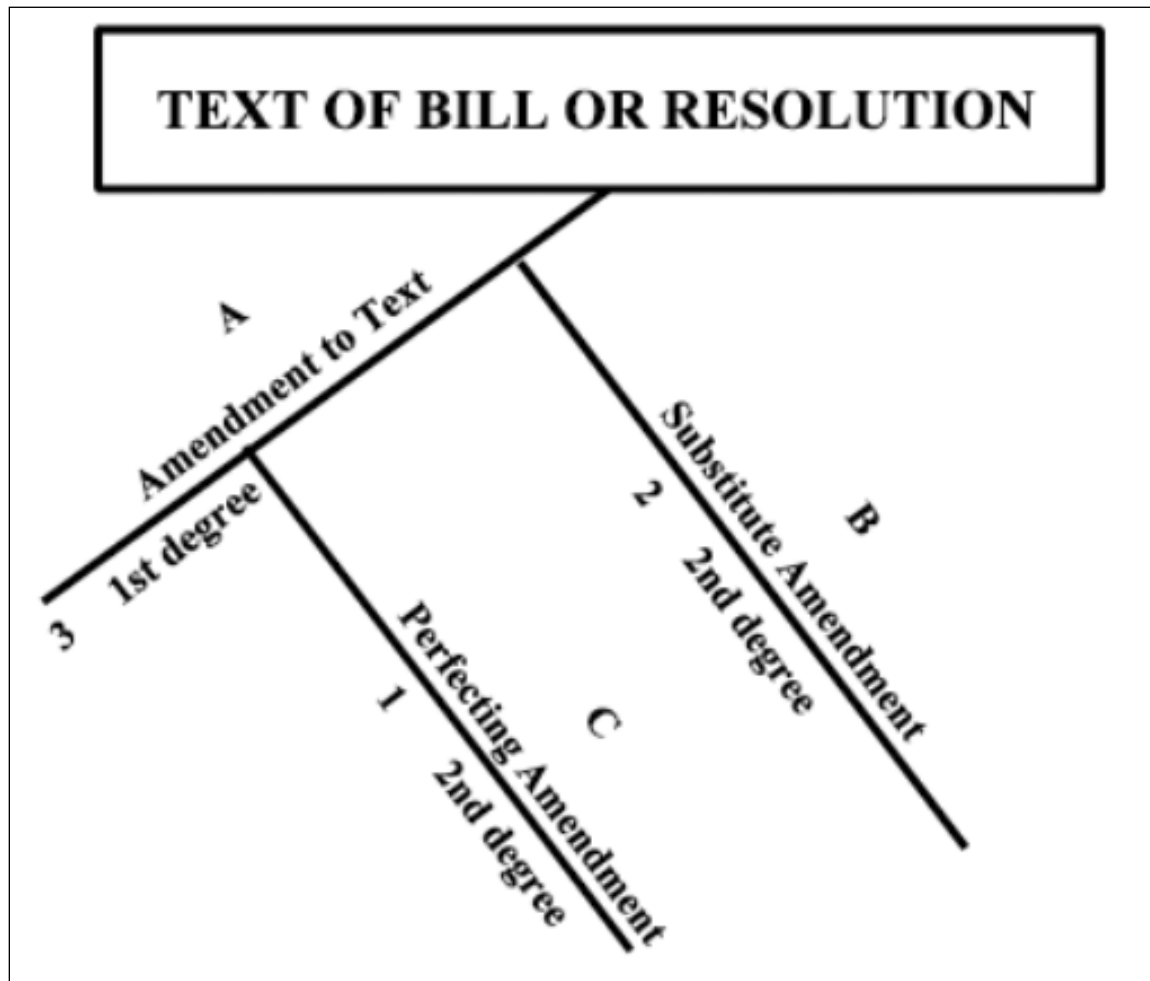 TEXT OF BILL OR RESOLUTION
A
Amendment to Text
1st degree
3
B
Substitute Amendment
2
2nd degree
C
Perfecting Amendment
1
2nd degree